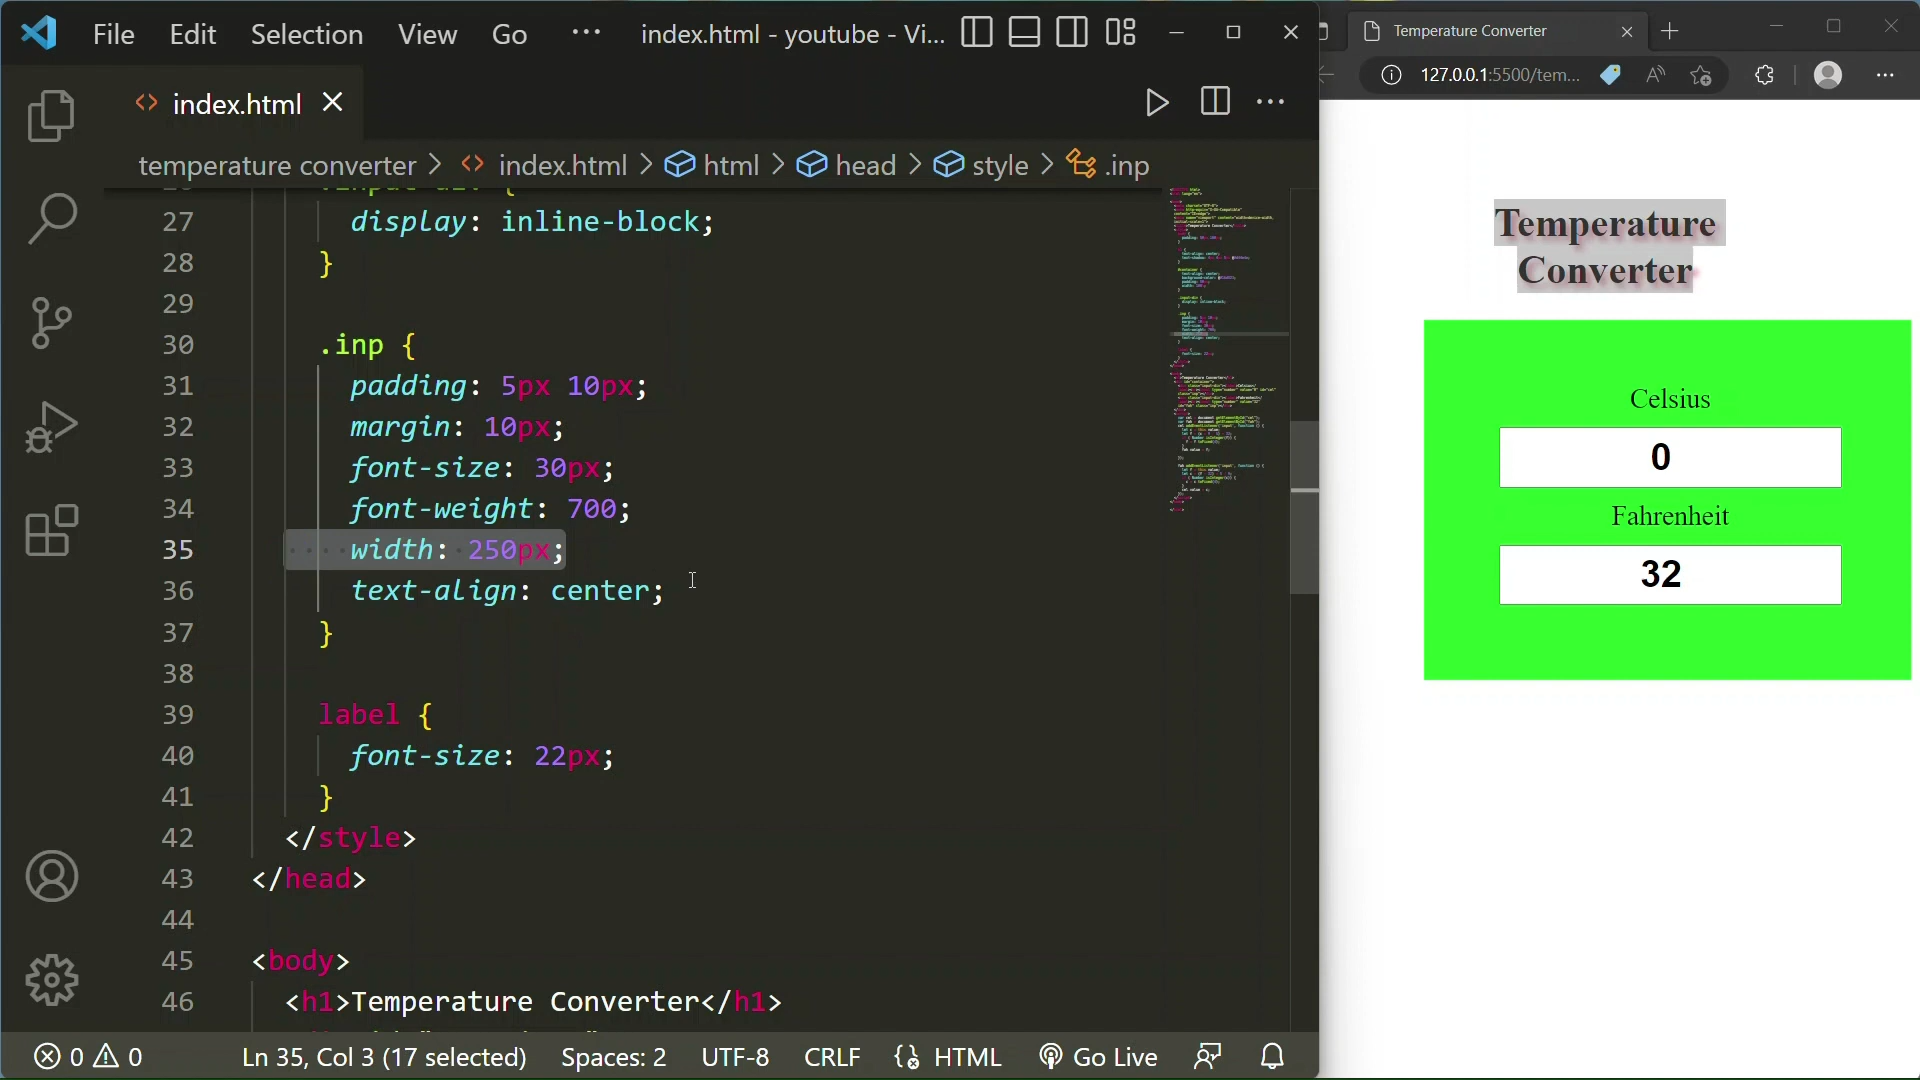 File Edit Selection View Go ··· index.html - youtube - Vi...
index.html
temperature converter > index.html > html > head > style > .inp
27 display: inline-block;
28 }
29
30 .inp {
31 padding: 5px 10px;
32 margin: 10px;
33 font-size: 30px;
34 font-weight: 700;
35 width: 250px;
36 text-align: center;
37 }
38
39 label {
40 font-size: 22px;
41 }
42 </style>
43 </head>
44
45 <body>
46 <h1>Temperature Converter</h1>
0 0 Ln 35, Col 3 (17 selected) Spaces: 2 UTF-8 CRLF HTML Go Live
Temperature Converter
127.0.0.1:5500/tem...
Temperature
Converter
Celsius
0
Fahrenheit
32